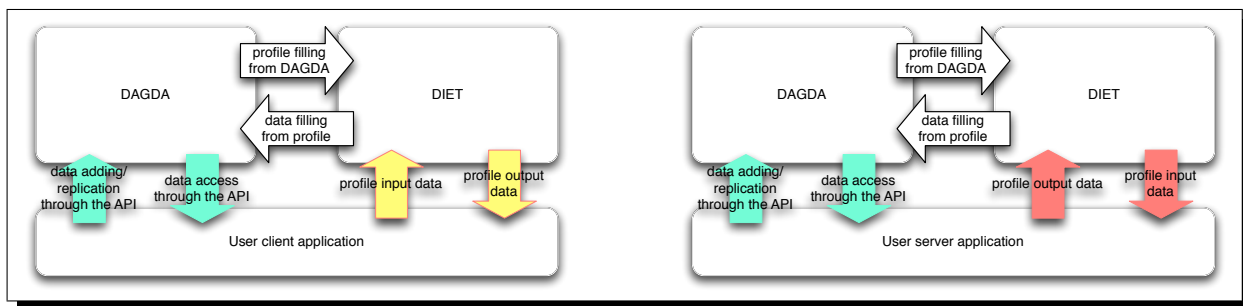 profile filling
from DAGDA
DAGDA
DIET
data filling
from profile
data adding/
replication
through the API
data access
through the API
profile input data
profile output
data
User client application
profile filling
from DAGDA
DAGDA
DIET
data filling
from profile
data adding/
replication
through the API
data access
through the API
profile output data
profile input
data
User server application